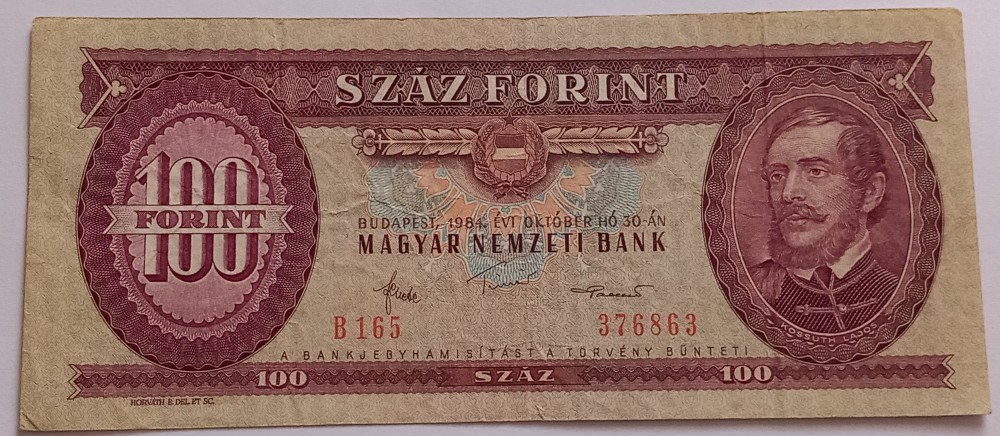 SZÁZ FORINT
100
FORINT
BUDAPEST, 1984. ÉVI OKTÓBER HÓ 30-ÁN
MAGYAR NEMZETI BANK
B 165 376863
KOSSUTH LAJOS
A BANKJEGYHAMISÍTÁST A TÖRVÉNY BÜNTETI
100 SZÁZ 100
HORVÁTH E. DEL. ET SC.